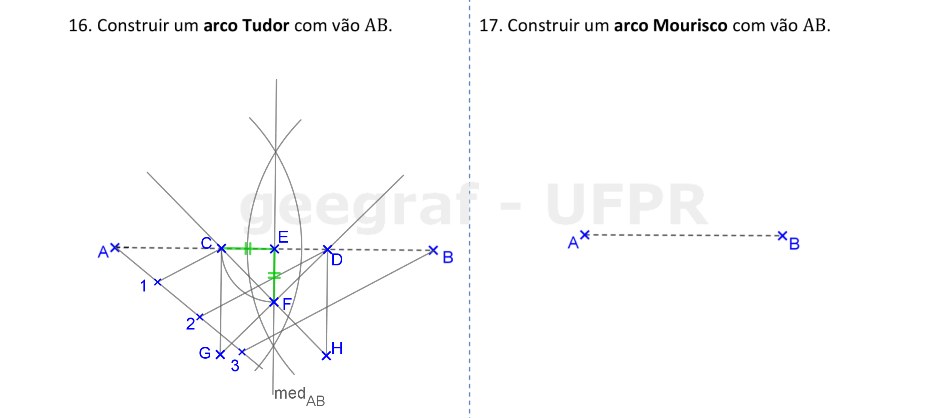 16. Construir um arco Tudor com vão AB.
17. Construir um arco Mourisco com vão AB.
geegraf - UFPR
A
C
E
D
B
1
F
2
G
3
H
med AB
A
B